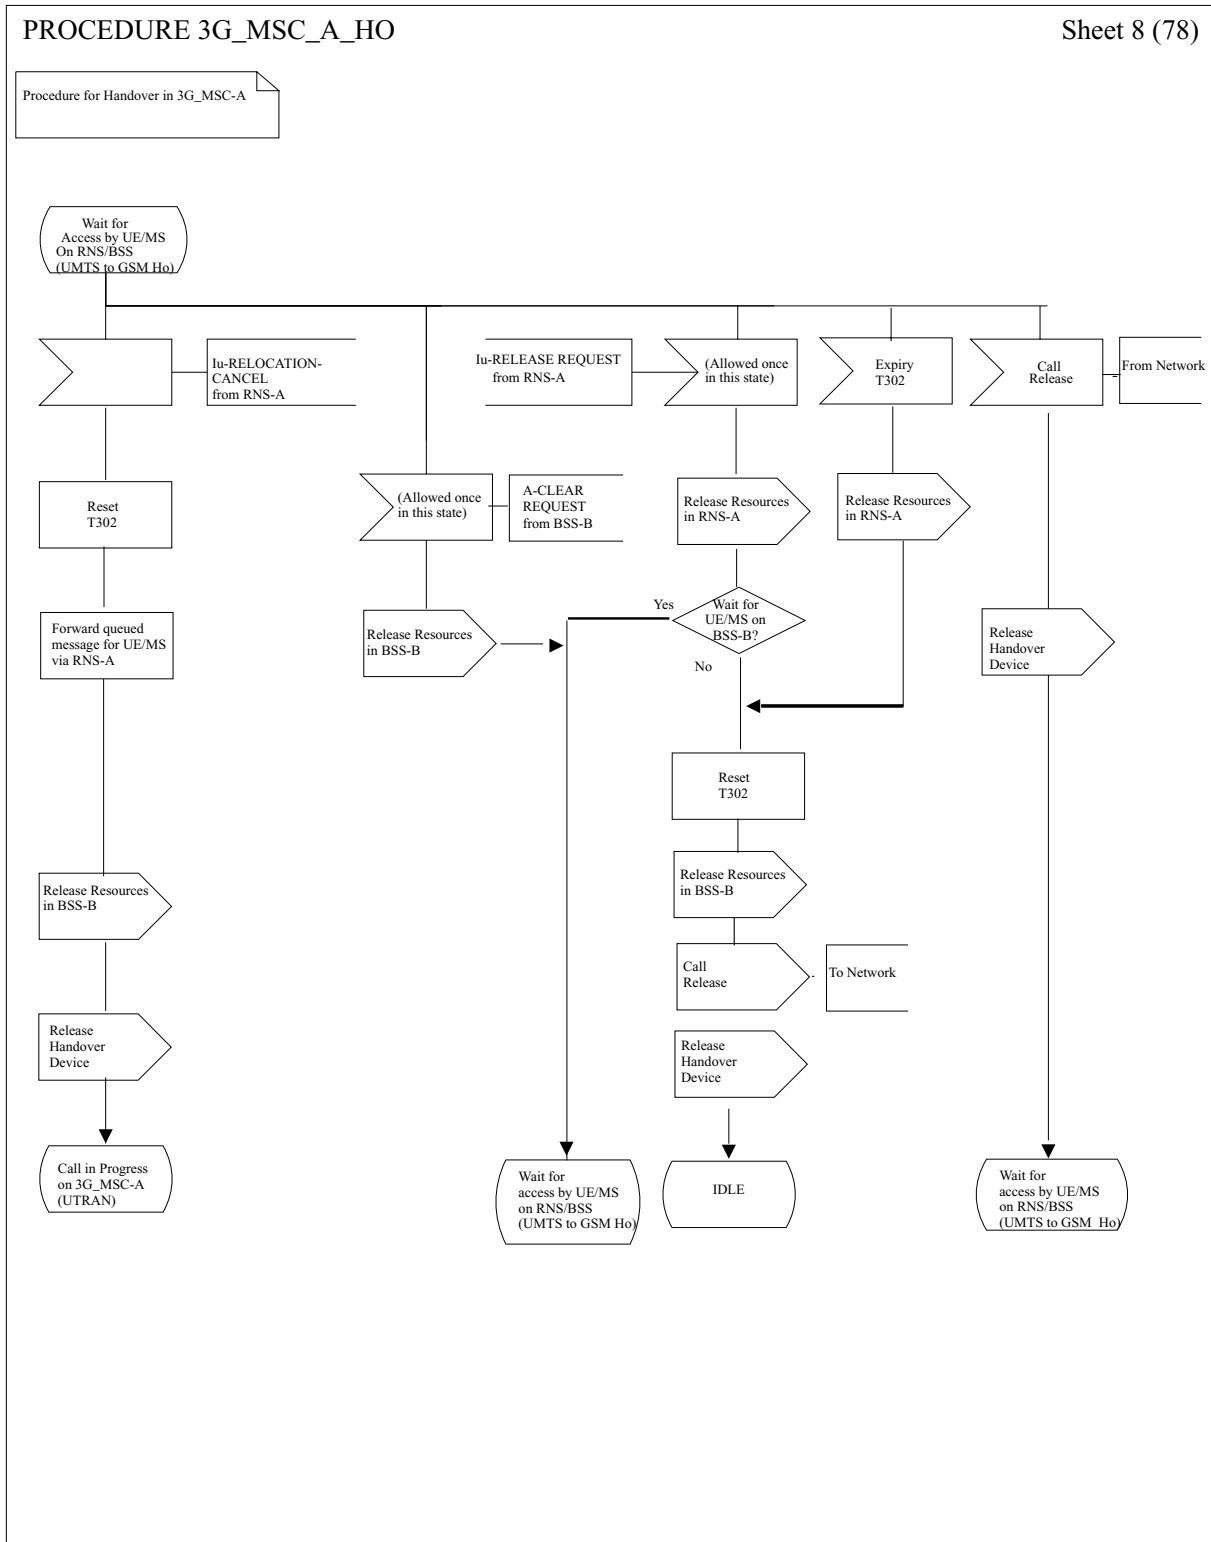 PROCEDURE 3G_MSC_A_HO
Sheet 8 (78)
Procedure for Handover in 3G_MSC-A
Wait for
Access by UE/MS
On RNS/BSS
(UMTS to GSM Ho)
Iu-RELOCATION-
CANCEL
from RNS-A
Iu-RELEASE REQUEST
from RNS-A
(Allowed once
in this state)
Expiry
T302
Call
Release
From Network
Reset
T302
(Allowed once
in this state)
A-CLEAR
REQUEST
from BSS-B
Release Resources
in RNS-A
Release Resources
in RNS-A
Forward queued
message for UE/MS
via RNS-A
Release Resources
in BSS-B
Yes
Wait for
UE/MS on
BSS-B?
No
Release
Handover
Device
Reset
T302
Release Resources
in BSS-B
Release Resources
in BSS-B
Call
Release
To Network
Release
Handover
Device
Release
Handover
Device
Call in Progress
on 3G_MSC-A
(UTRAN)
Wait for
access by UE/MS
on RNS/BSS
(UMTS to GSM Ho)
IDLE
Wait for
access by UE/MS
on RNS/BSS
(UMTS to GSM Ho)